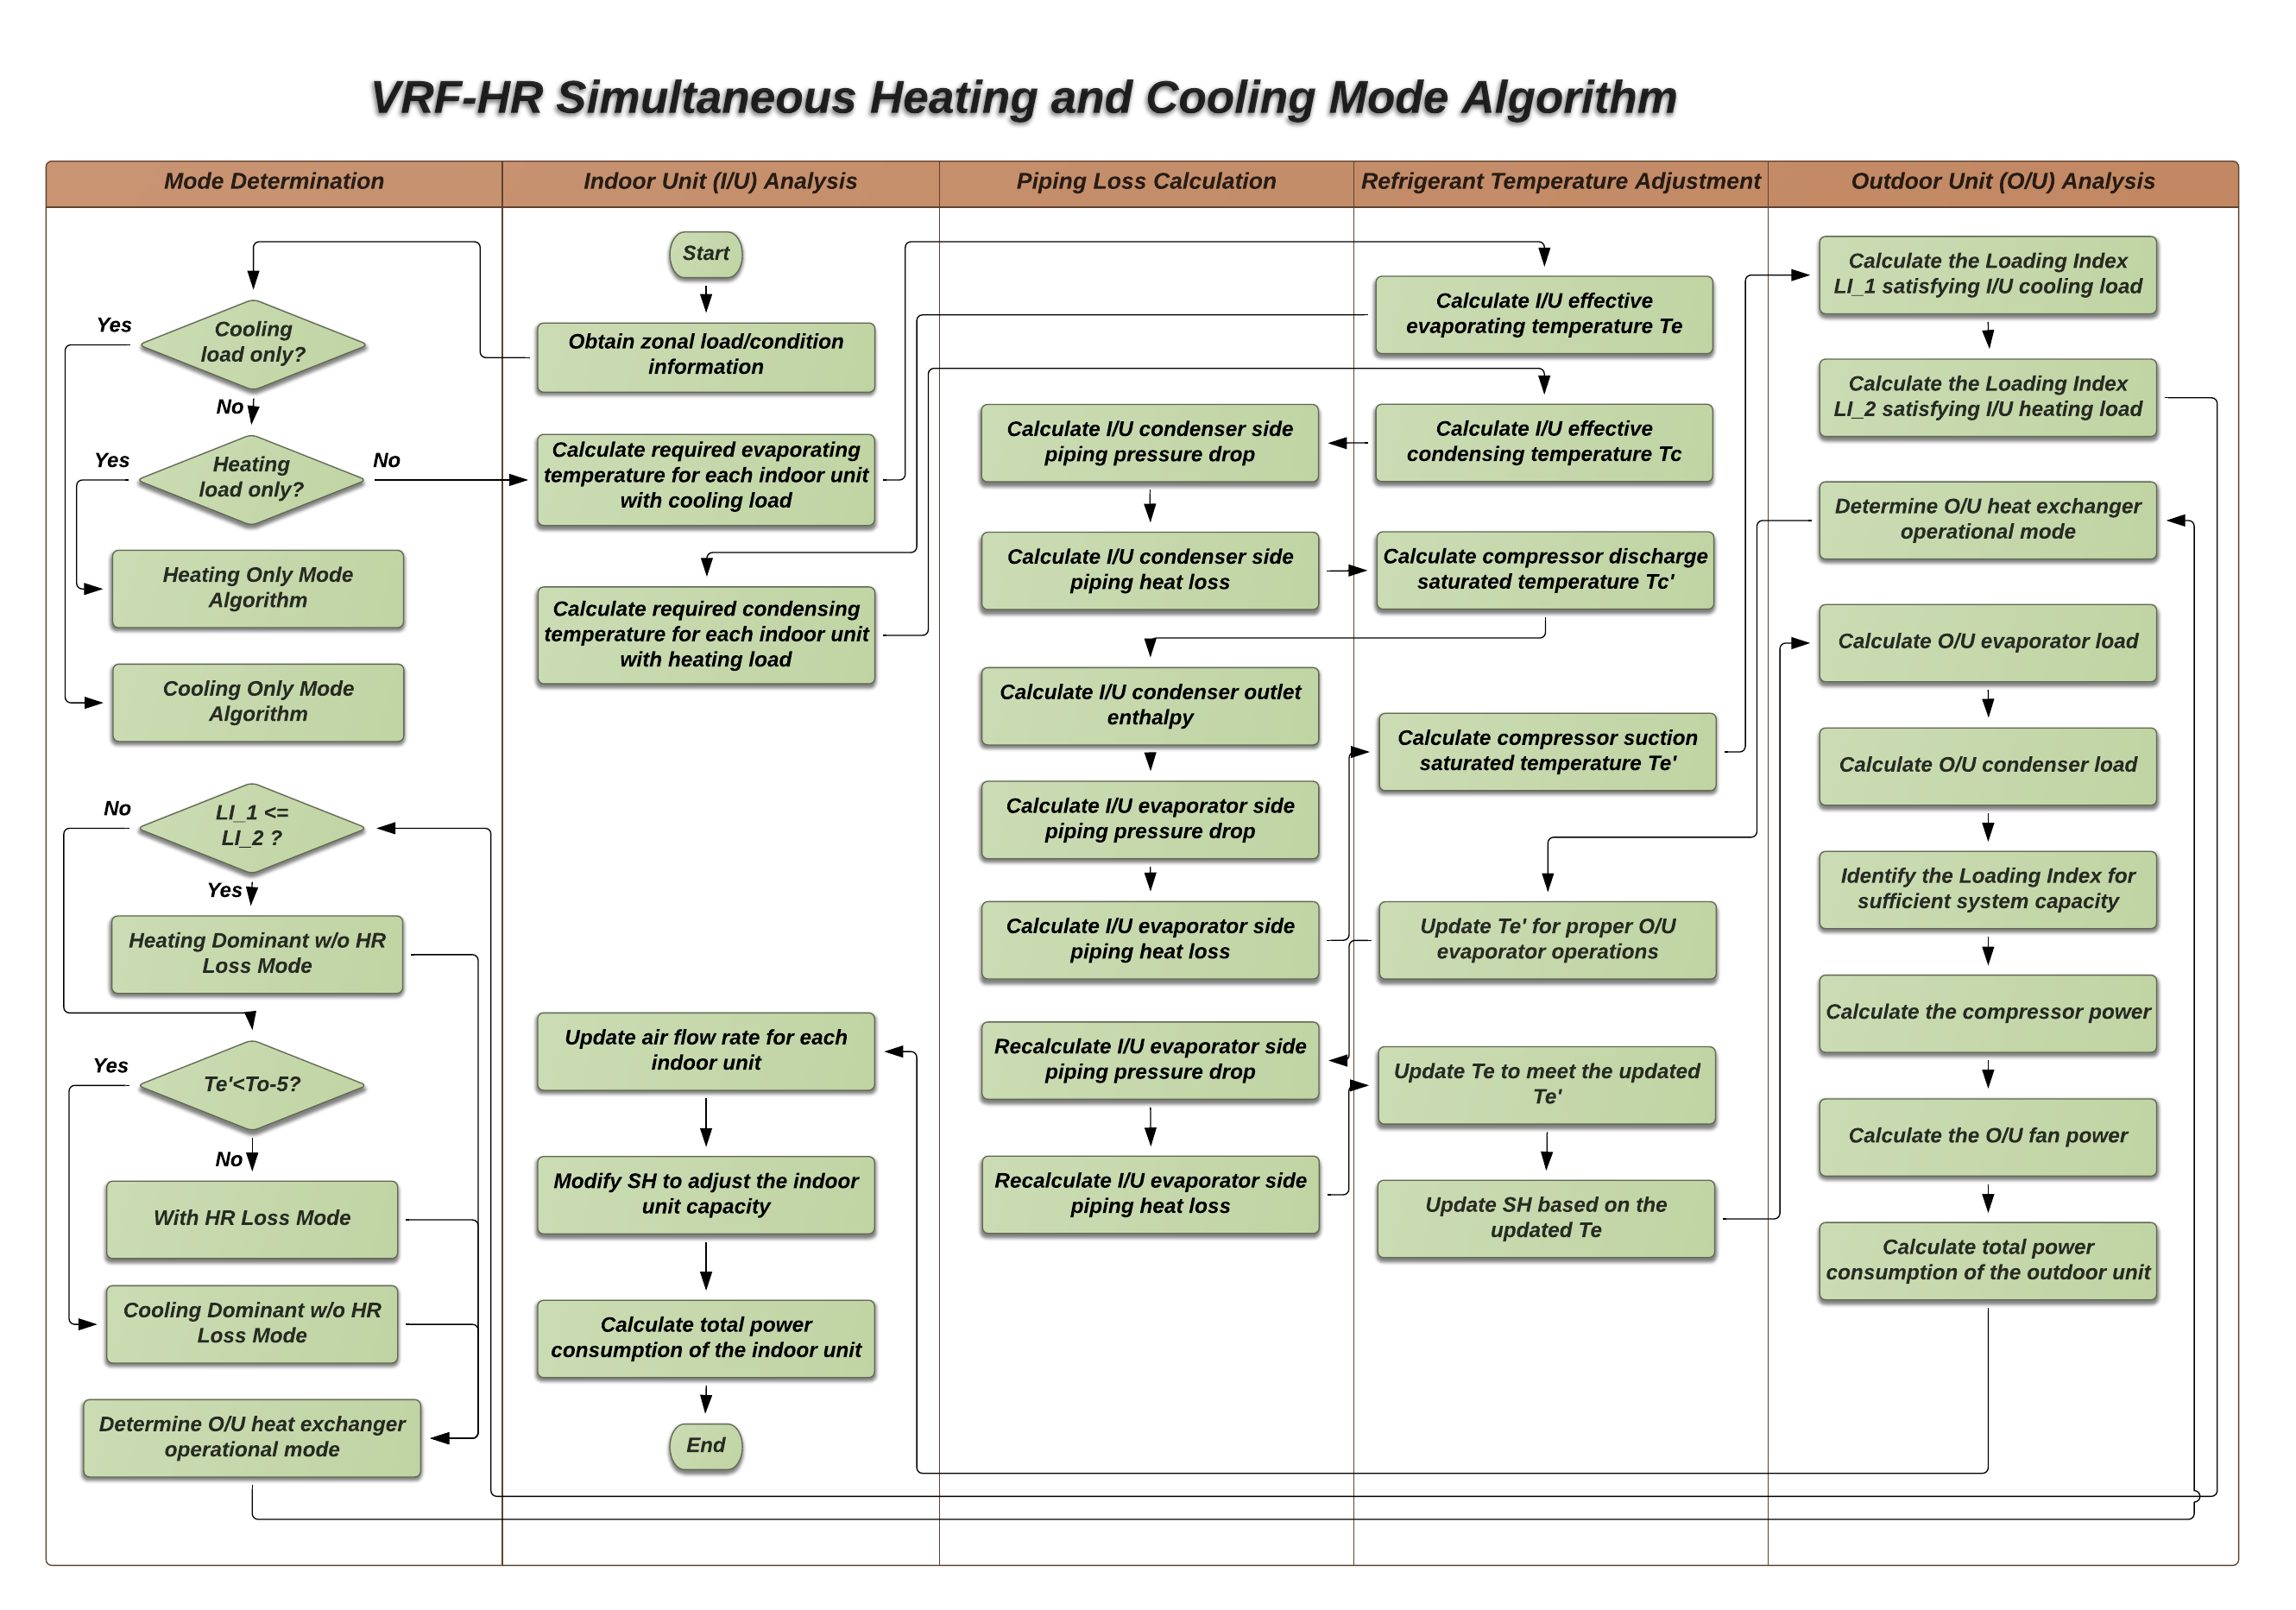 VRF-HR Simultaneous Heating and Cooling Mode Algorithm
Mode Determination
Indoor Unit (I/U) Analysis
Piping Loss Calculation
Refrigerant Temperature Adjustment
Outdoor Unit (O/U) Analysis
Cooling
load only?
Yes
No
Heating
load only?
Yes
No
Heating Only Mode
Algorithm
Cooling Only Mode
Algorithm
LI_1 <=
LI_2 ?
No
Yes
Heating Dominant w/o HR
Loss Mode
Te'<To-5?
Yes
No
With HR Loss Mode
Cooling Dominant w/o HR
Loss Mode
Determine O/U heat exchanger
operational mode
Start
Obtain zonal load/condition
information
Calculate required evaporating
temperature for each indoor unit
with cooling load
Calculate required condensing
temperature for each indoor unit
with heating load
Update air flow rate for each
indoor unit
Modify SH to adjust the indoor
unit capacity
Calculate total power
consumption of the indoor unit
End
Calculate I/U condenser side
piping pressure drop
Calculate I/U condenser side
piping heat loss
Calculate I/U condenser outlet
enthalpy
Calculate I/U evaporator side
piping pressure drop
Calculate I/U evaporator side
piping heat loss
Recalculate I/U evaporator side
piping pressure drop
Recalculate I/U evaporator side
piping heat loss
Calculate I/U effective
evaporating temperature Te
Calculate I/U effective
condensing temperature Tc
Calculate compressor discharge
saturated temperature Tc'
Calculate compressor suction
saturated temperature Te'
Update Te' for proper O/U
evaporator operations
Update Te to meet the updated
Te'
Update SH based on the
updated Te
Calculate the Loading Index
LI_1 satisfying I/U cooling load
Calculate the Loading Index
LI_2 satisfying I/U heating load
Determine O/U heat exchanger
operational mode
Calculate O/U evaporator load
Calculate O/U condenser load
Identify the Loading Index for
sufficient system capacity
Calculate the compressor power
Calculate the O/U fan power
Calculate total power
consumption of the outdoor unit